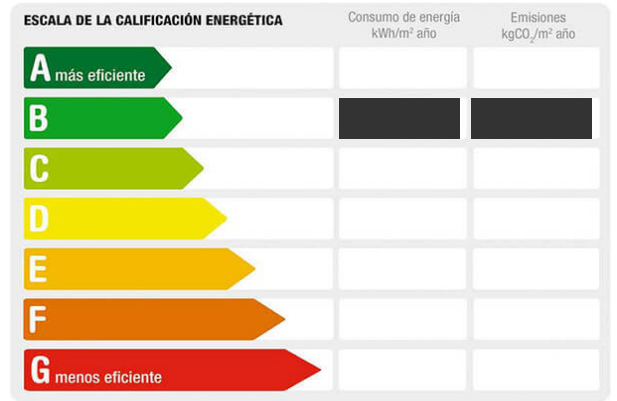 ESCALA DE LA CALIFICACIÓN ENERGÉTICA
Consumo de energía
kWh/m² año
Emisiones
kgCO₂/m² año
A más eficiente
B
C
D
E
F
G menos eficiente